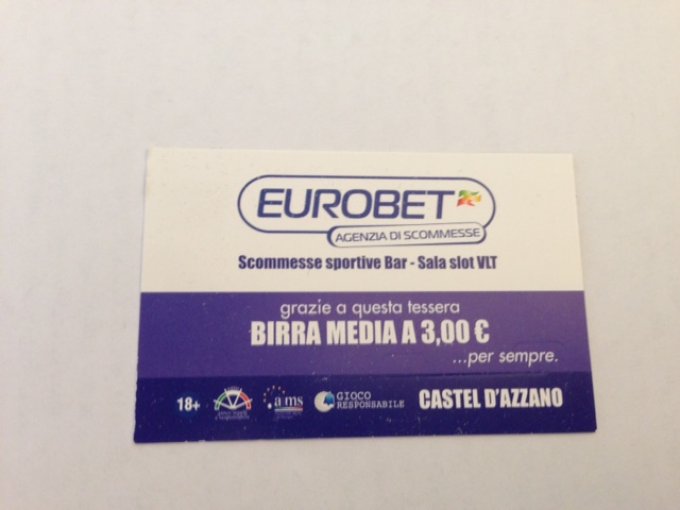 EUROBET
AGENZIA DI SCOMMESSE
Scommesse sportive Bar - Sala slot VLT
grazie a questa tessera
BIRRA MEDIA A 3,00 €
...per sempre.
18+ aams GIOCO RESPONSABILE CASTEL D'AZZANO